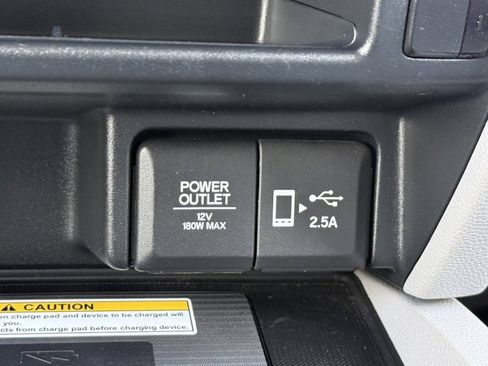 POWER
OUTLET
12V
180W MAX
2.5A
CAUTION
en charge pad and device to be charged will
you.
cts from charge pad before charging device.